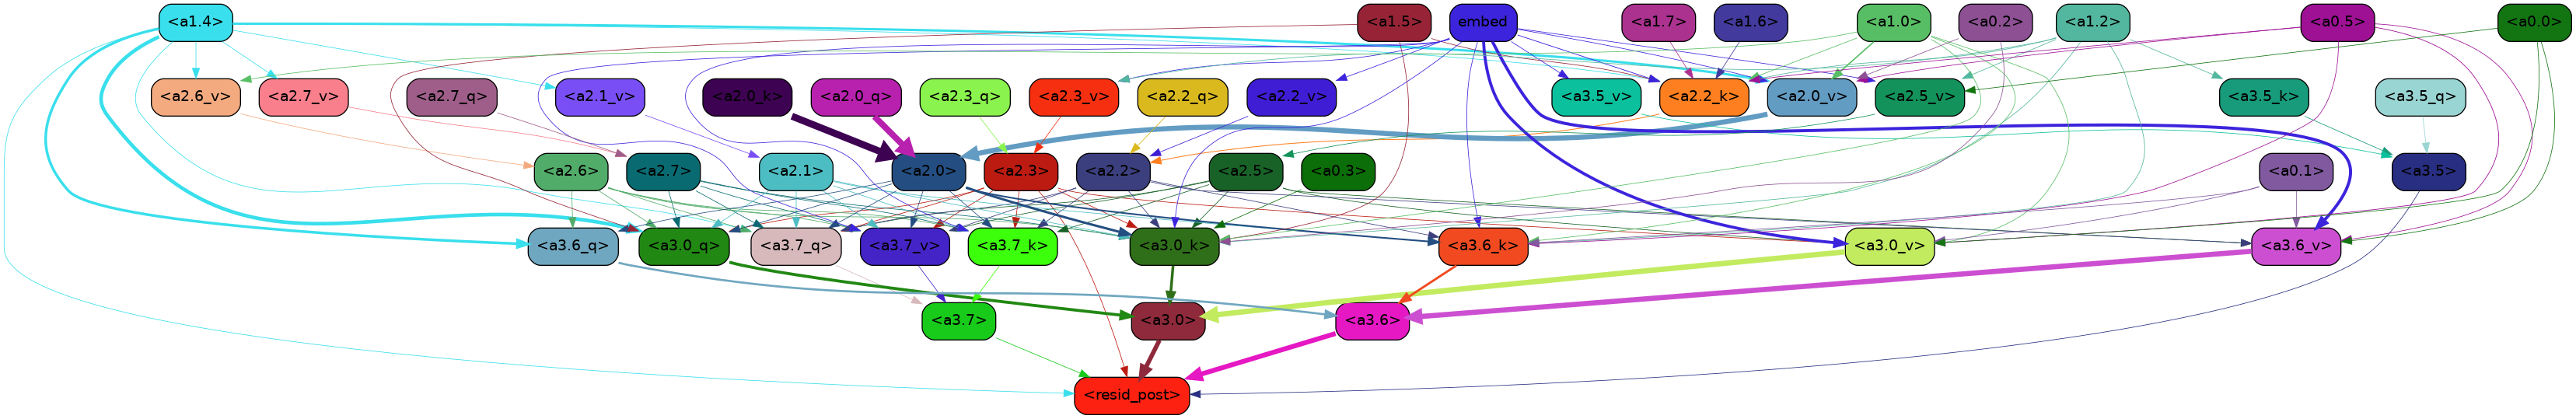 <a1.4> <a1.5> embed <a1.7> <a1.6> <a1.0> <a0.2> <a1.2> <a0.5> <a0.0>
<a2.6_v> <a2.7_v> <a2.7_q> <a2.1_v> <a2.0_k> <a2.0_q> <a2.3_q> <a2.3_v> <a2.2_q> <a2.2_v> <a3.5_v> <a2.2_k> <a2.0_v> <a2.5_v> <a3.5_k> <a3.5_q>
<a2.6> <a2.7> <a2.1> <a2.0> <a2.3> <a2.2> <a2.5> <a0.3> <a0.1> <a3.5>
<a3.6_q> <a3.0_q> <a3.7_q> <a3.7_v> <a3.7_k> <a3.0_k> <a3.6_k> <a3.0_v> <a3.6_v>
<a3.7> <a3.0> <a3.6>
<resid_post>